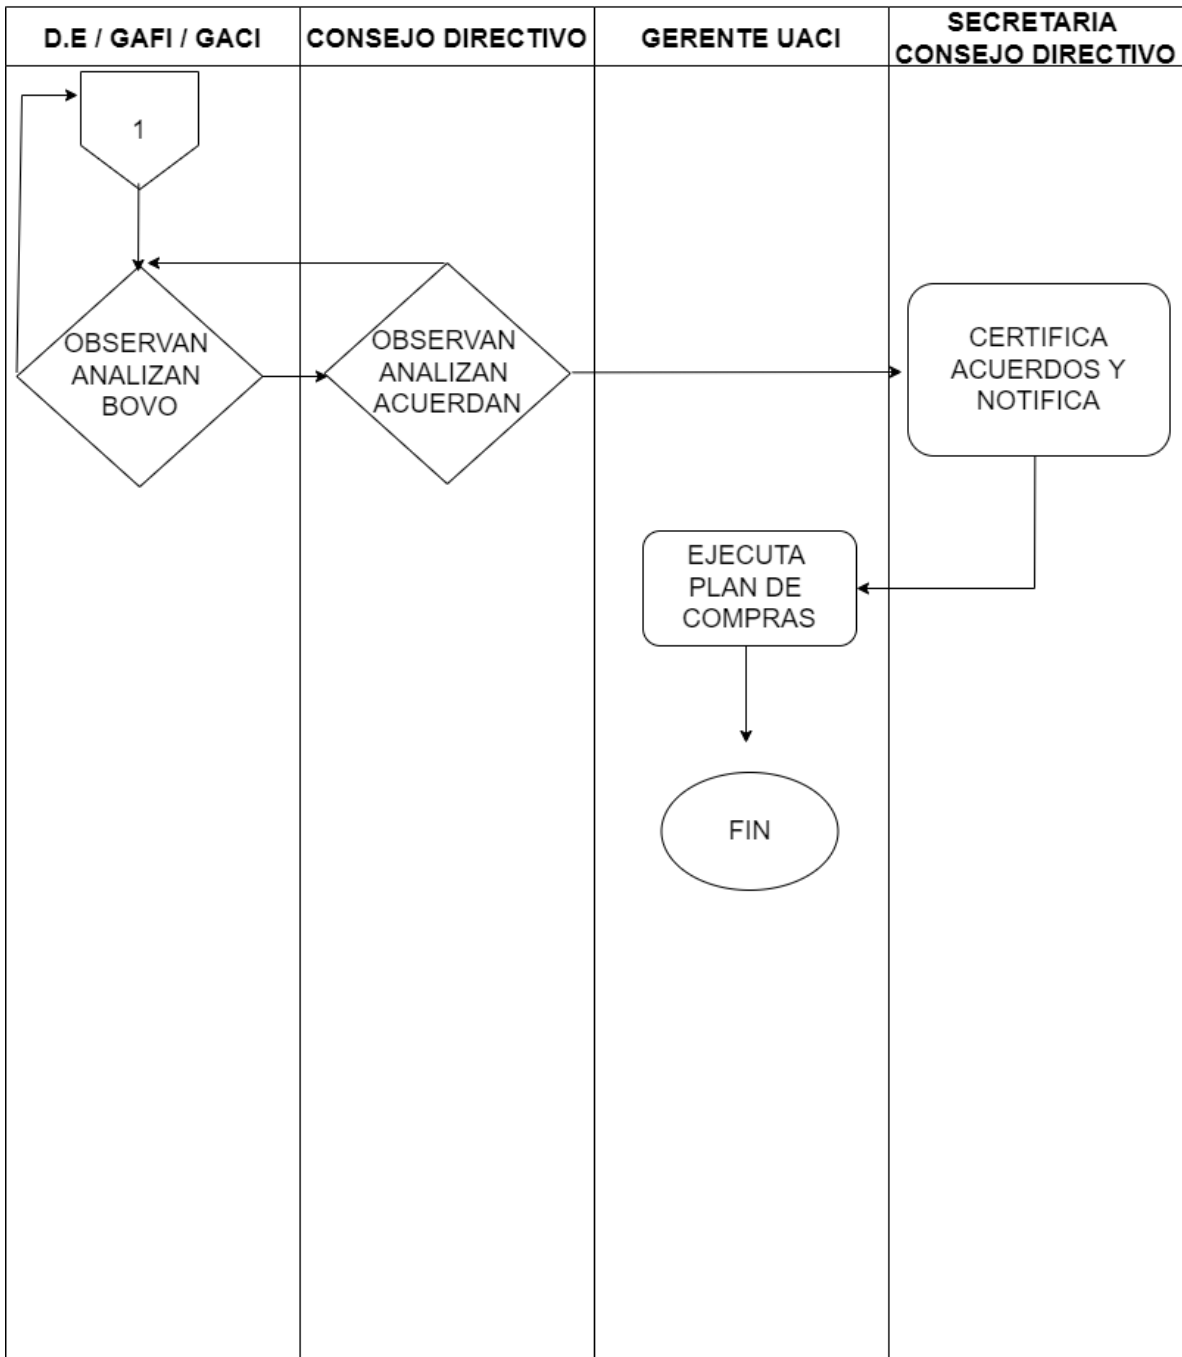 D.E / GAFI / GACI
CONSEJO DIRECTIVO
GERENTE UACI
SECRETARIA
CONSEJO DIRECTIVO
1
OBSERVAN
ANALIZAN
BOVO
OBSERVAN
ANALIZAN
ACUERDAN
CERTIFICA
ACUERDOS Y
NOTIFICA
EJECUTA
PLAN DE
COMPRAS
FIN